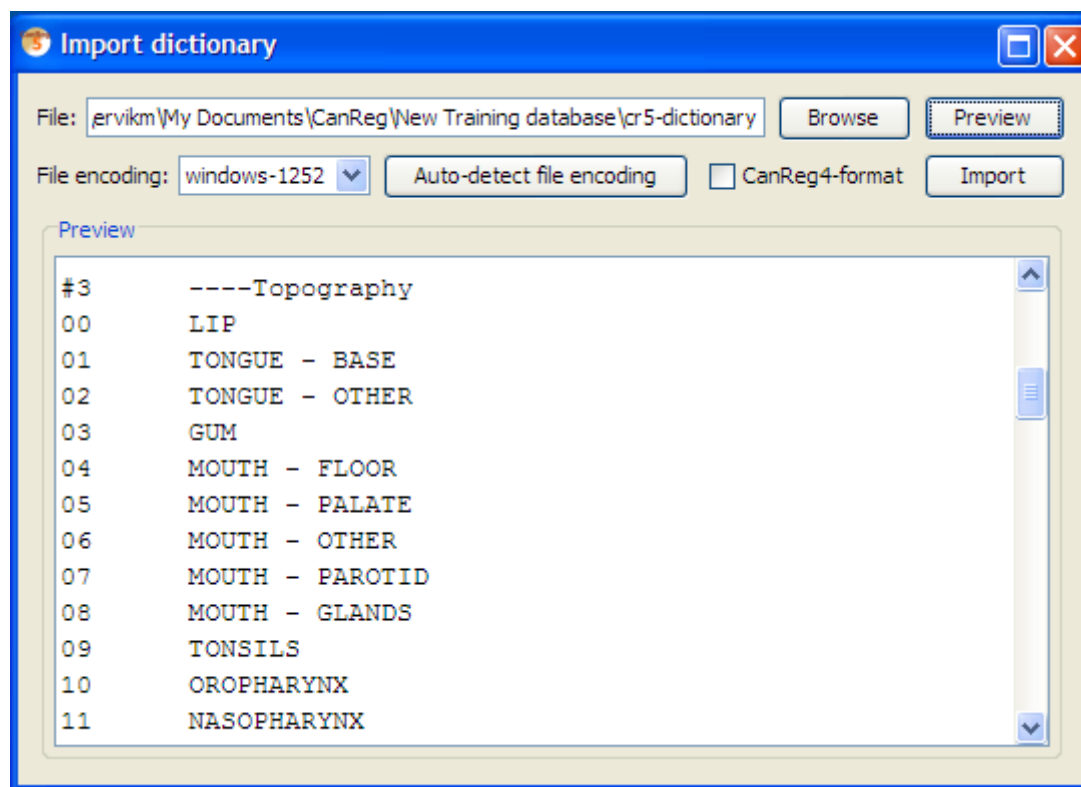 Import dictionary
File: ervikm\My Documents\CanReg\New Training database\cr5-dictionary Browse Preview
File encoding: windows-1252 Auto-detect file encoding CanReg4-format Import
Preview
#3 ----Topography
00 LIP
01 TONGUE - BASE
02 TONGUE - OTHER
03 GUM
04 MOUTH - FLOOR
05 MOUTH - PALATE
06 MOUTH - OTHER
07 MOUTH - PAROTID
08 MOUTH - GLANDS
09 TONSILS
10 OROPHARYNX
11 NASOPHARYNX